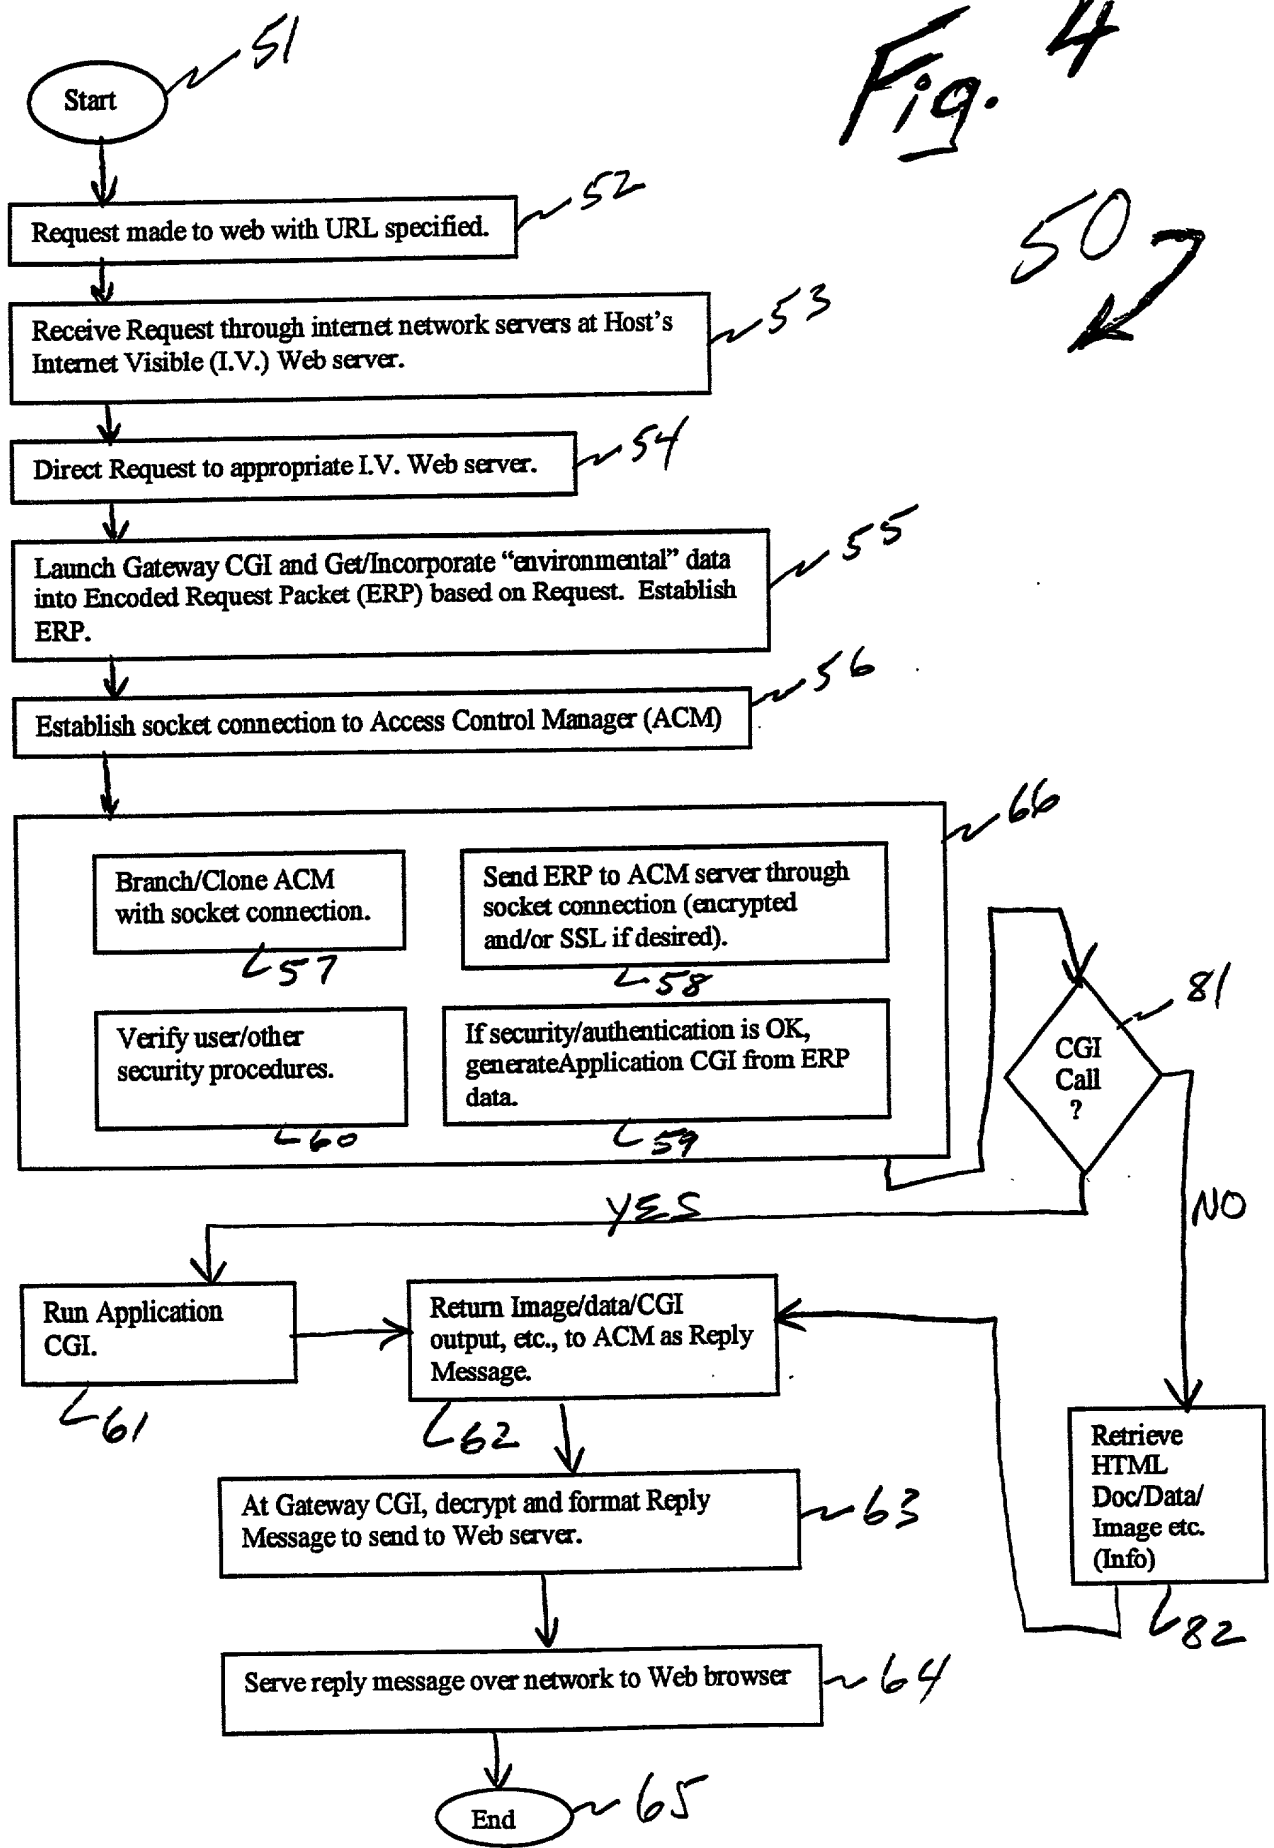 Fig. 4
50
51
Start
52
Request made to web with URL specified.
53
Receive Request through internet network servers at Host's
Internet Visible (I.V.) Web server.
54
Direct Request to appropriate I.V. Web server.
55
Launch Gateway CGI and Get/Incorporate “environmental” data
into Encoded Request Packet (ERP) based on Request. Establish
ERP.
56
Establish socket connection to Access Control Manager (ACM)
66
Branch/Clone ACM
with socket connection.
57
Send ERP to ACM server through
socket connection (encrypted
and/or SSL if desired).
58
Verify user/other
security procedures.
60
If security/authentication is OK,
generateApplication CGI from ERP
data.
59
81
CGI
Call
?
YES
NO
Run Application
CGI.
61
Return Image/data/CGI
output, etc., to ACM as Reply
Message.
62
Retrieve
HTML
Doc/Data/
Image etc.
(Info)
82
At Gateway CGI, decrypt and format Reply
Message to send to Web server.
63
Serve reply message over network to Web browser
64
End
65